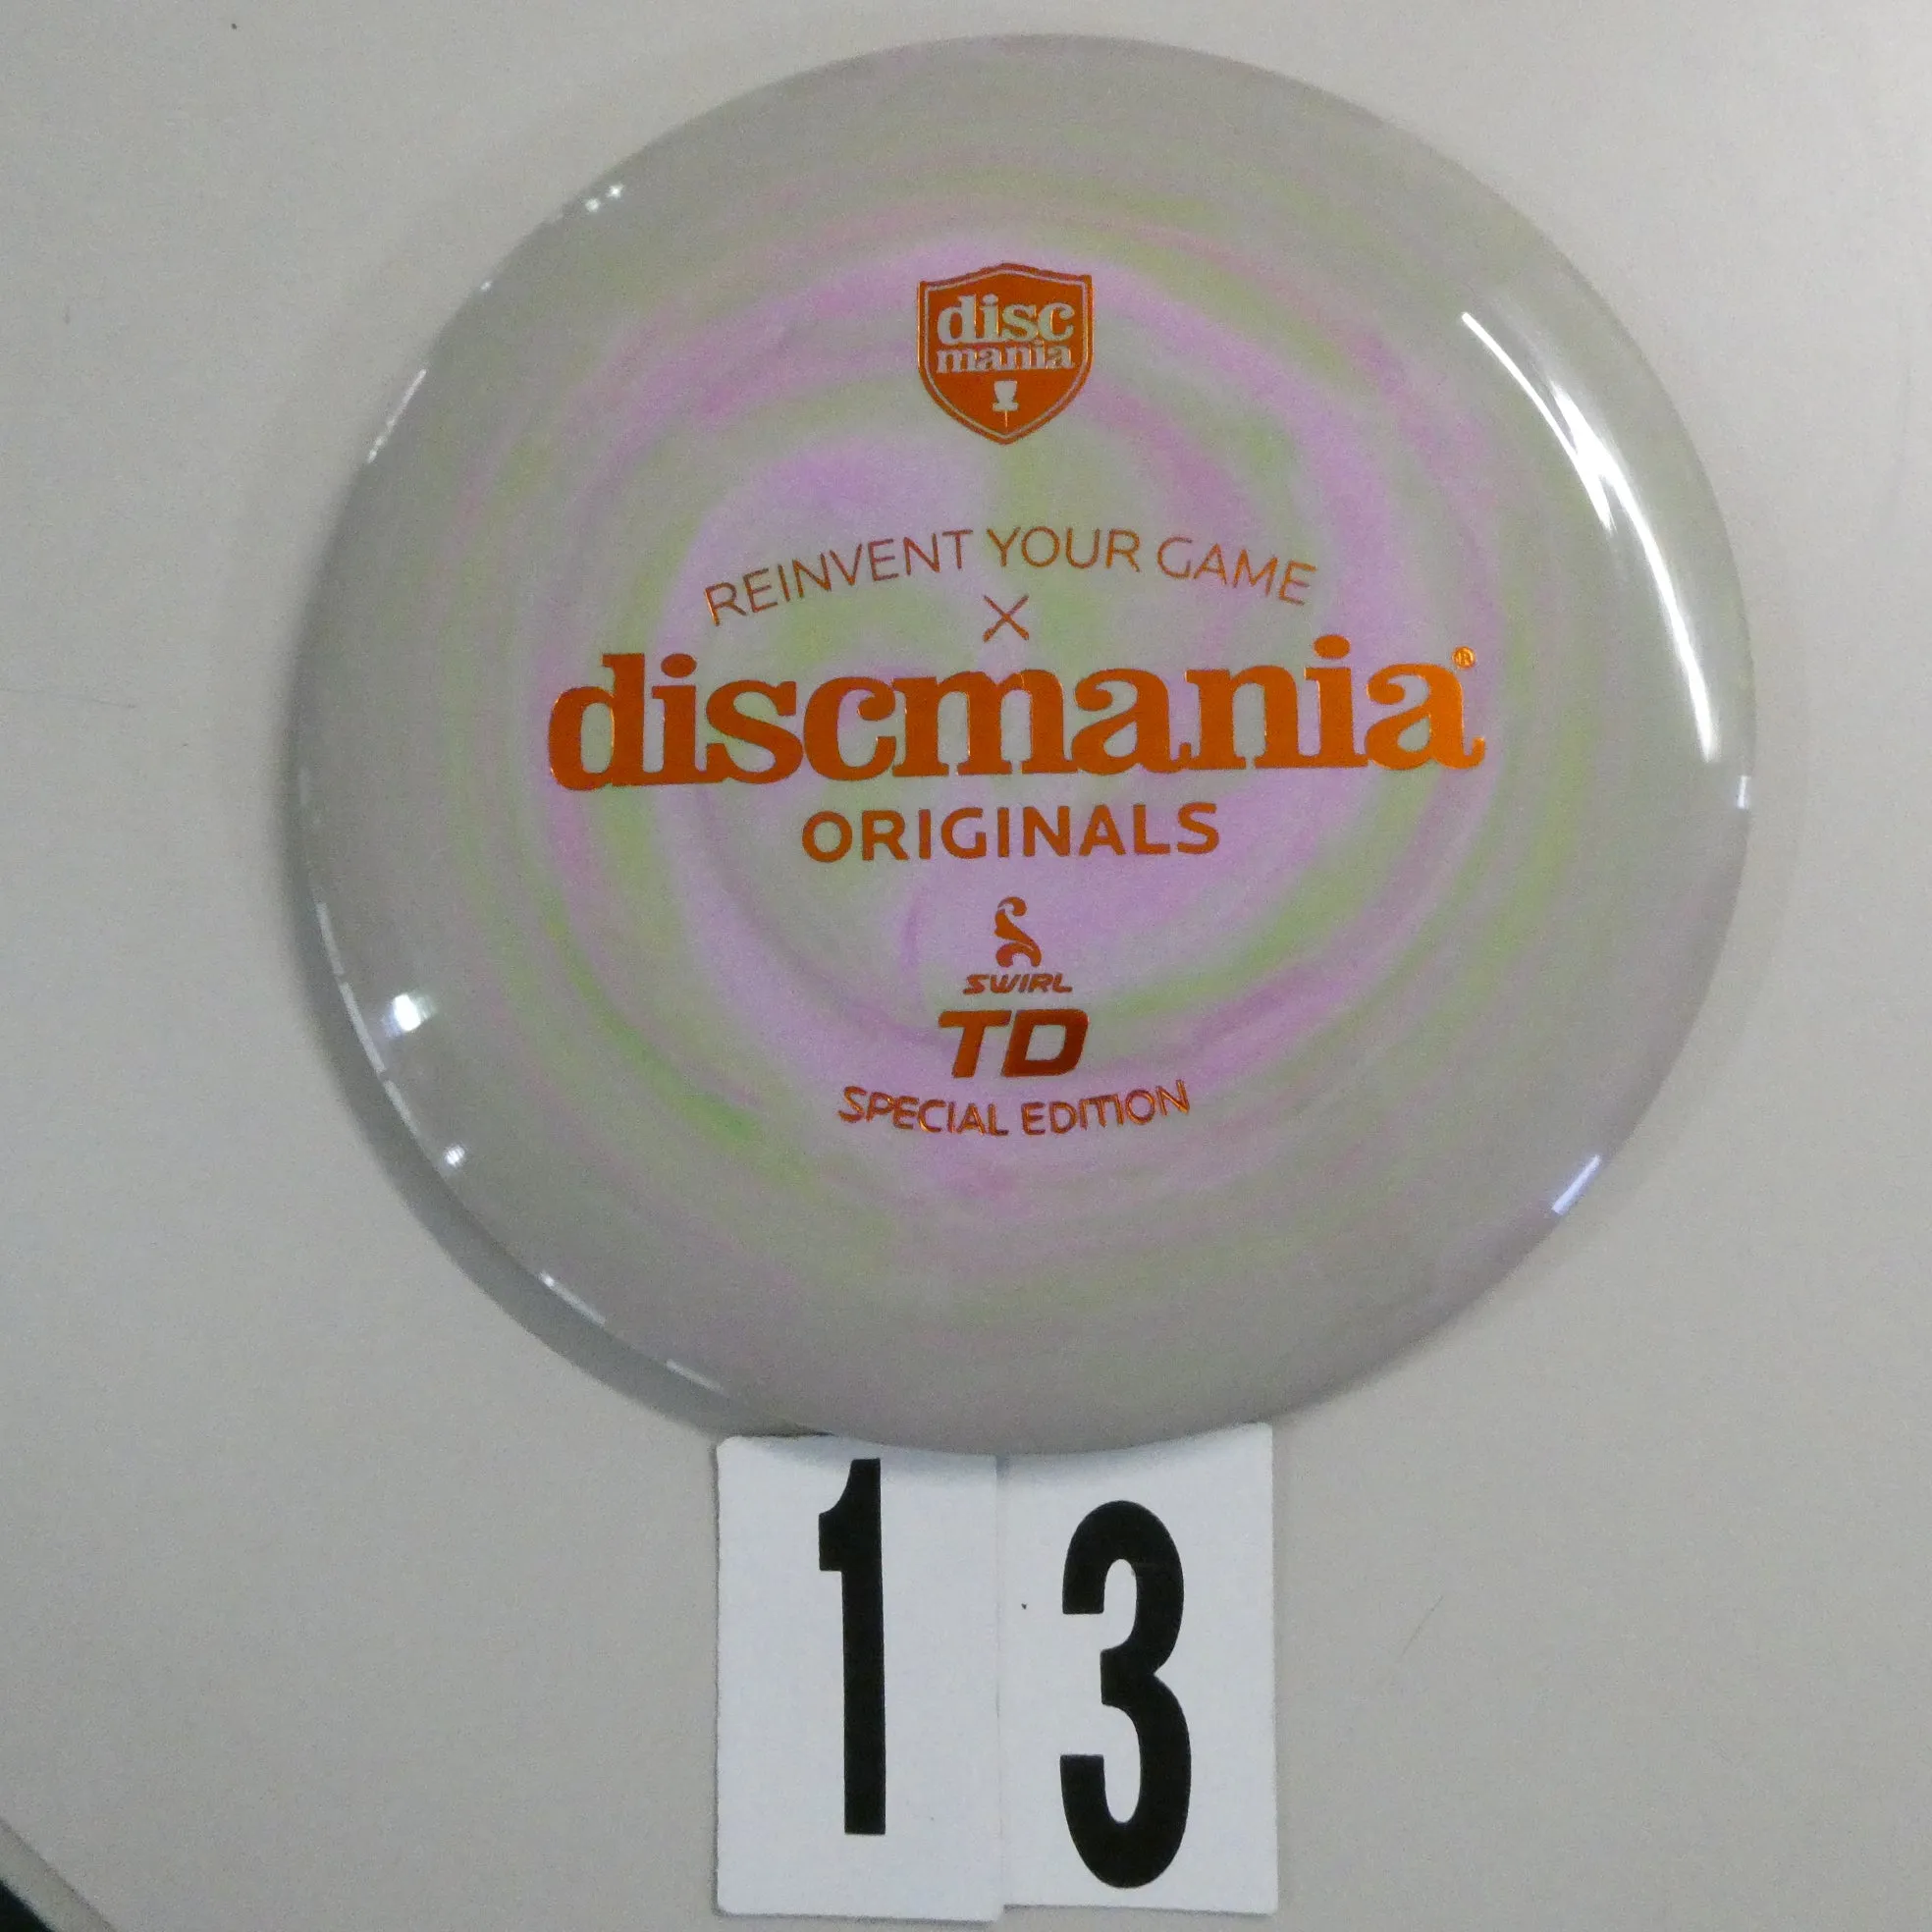 disc
mania
REINVENT YOUR GAME
X
discmania®
ORIGINALS
SWIRL
TD
SPECIAL EDITION
13